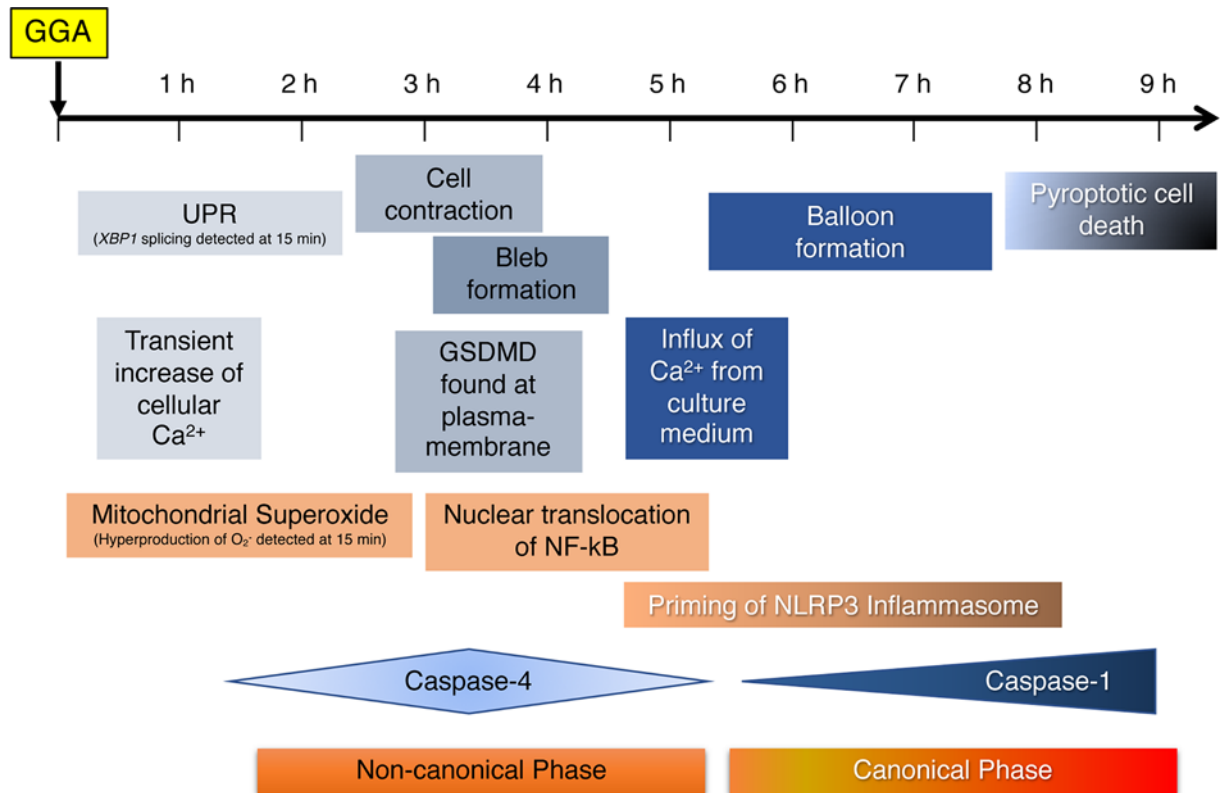 GGA
1 h 2 h 3 h 4 h 5 h 6 h 7 h 8 h 9 h
UPR
(XBP1 splicing detected at 15 min)
Cell
contraction
Bleb
formation
Balloon
formation
Pyroptotic cell
death
Transient
increase of
cellular
Ca²⁺
GSDMD
found at
plasma-
membrane
Influx of
Ca²⁺ from
culture
medium
Mitochondrial Superoxide
(Hyperproduction of O₂⁻ detected at 15 min)
Nuclear translocation
of NF-kB
Priming of NLRP3 Inflammasome
Caspase-4
Caspase-1
Non-canonical Phase
Canonical Phase